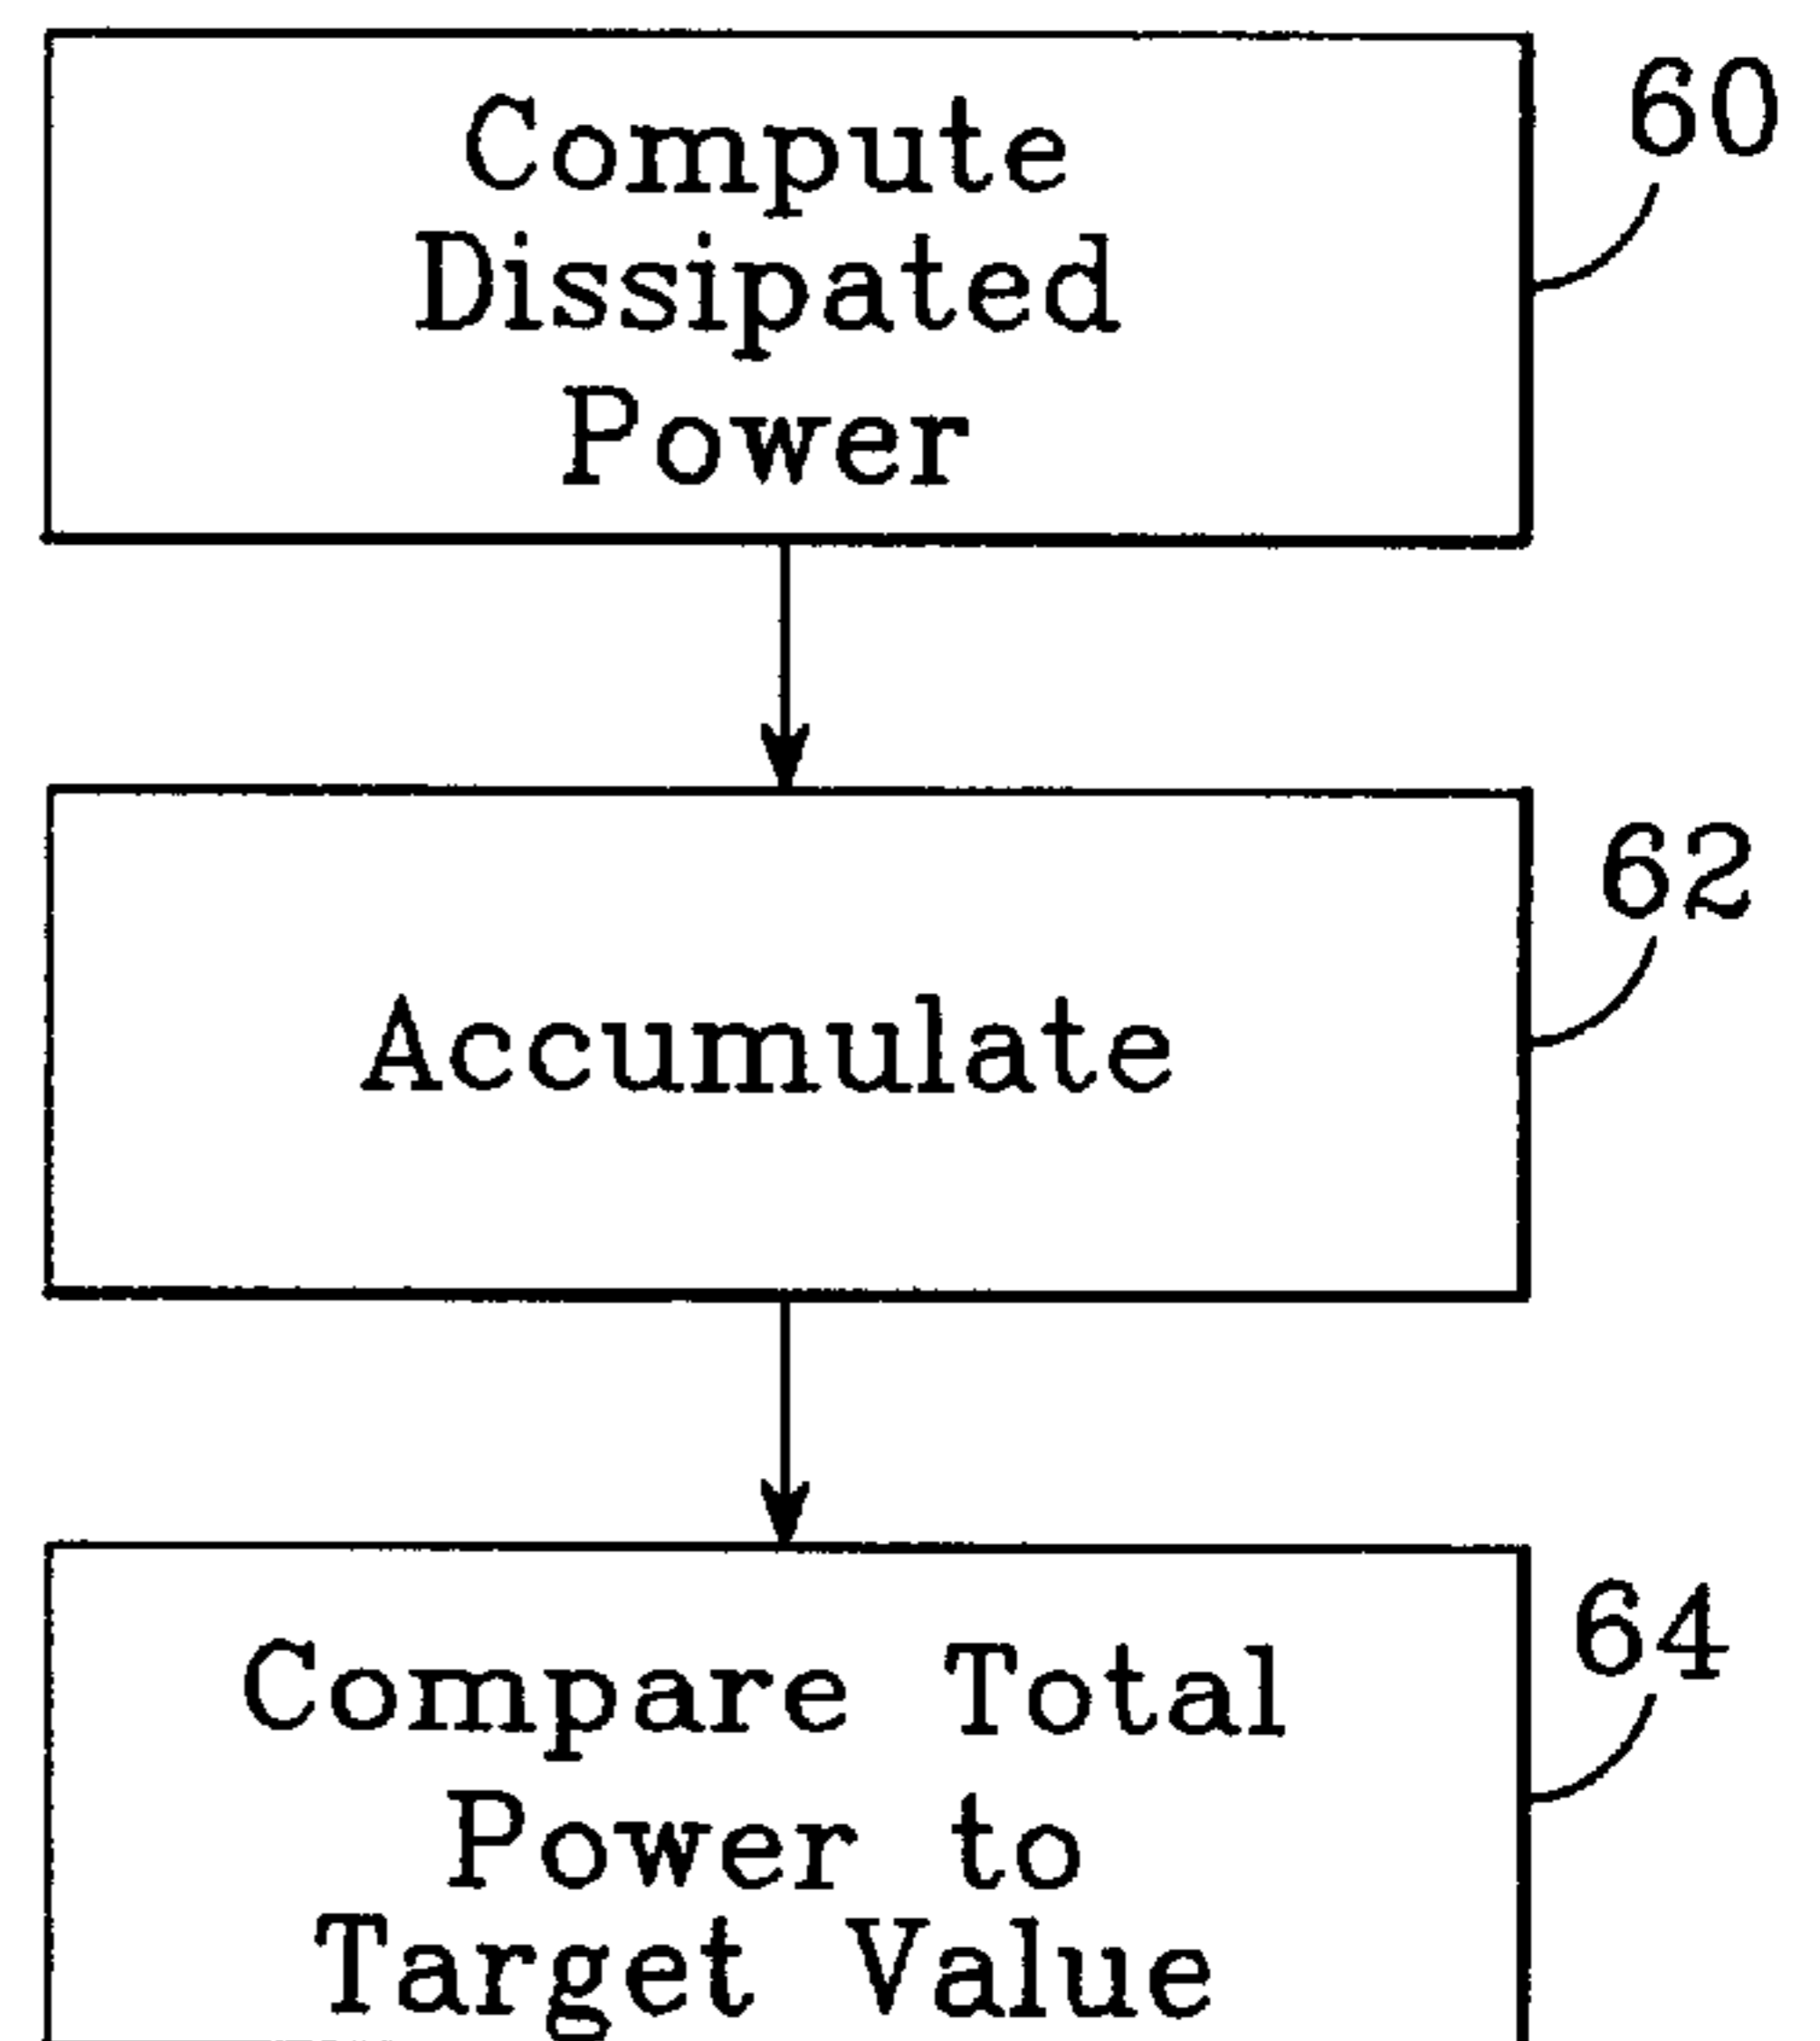 Compute
Dissipated
Power
60
Accumulate
62
Compare Total
Power to
Target Value
64